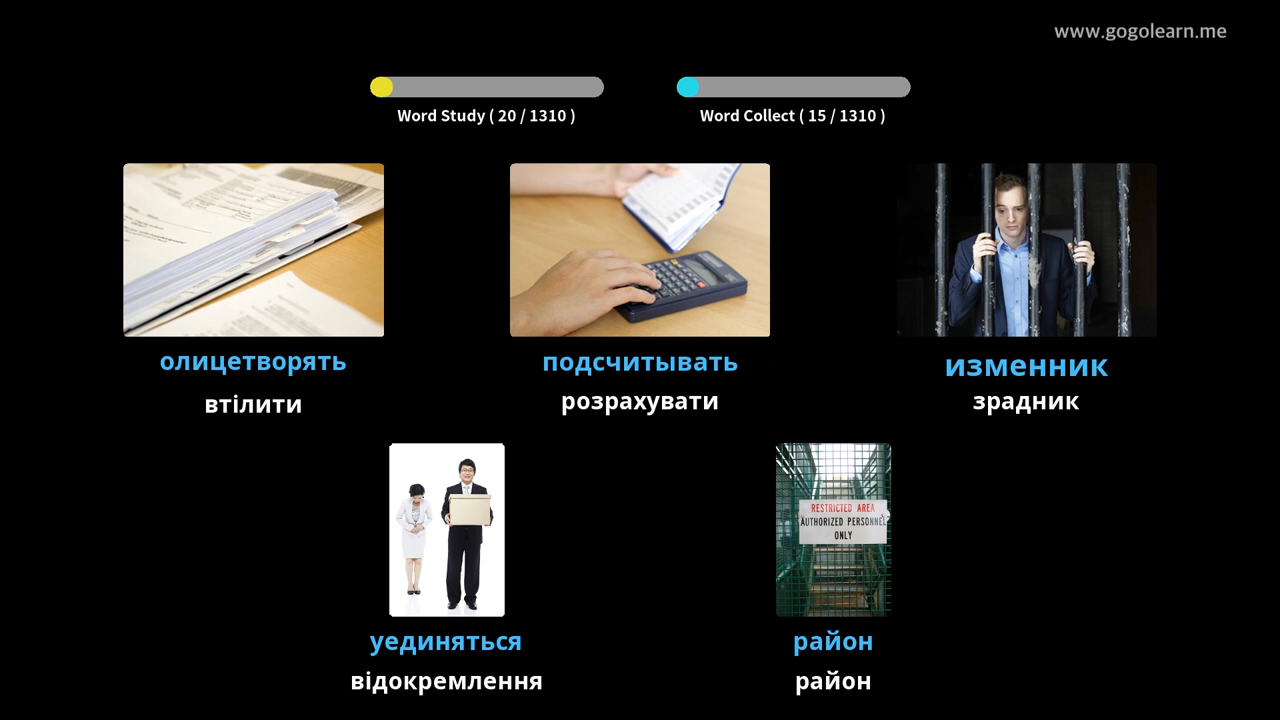 www.gogolearn.me
Word Study ( 20 / 1310 )
Word Collect ( 15 / 1310 )
олицетворять
подсчитывать
изменник
втілити
розрахувати
зрадник
RESTRICTED AREA
AUTHORIZED PERSONNEL
ONLY
уединяться
район
відокремлення
район